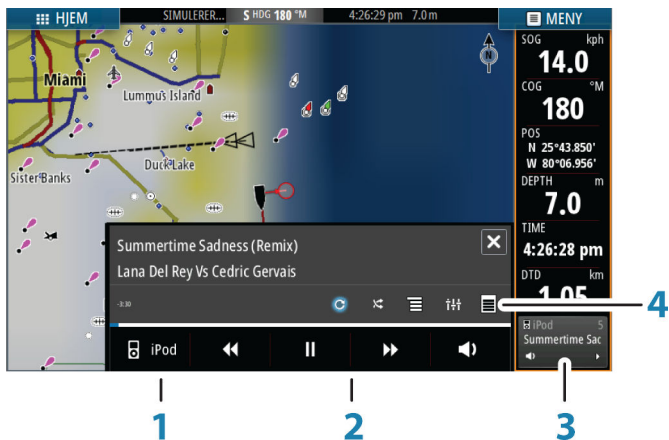 HJEM
SIMULERER...
S HDG 180 °M
4:26:29 pm 7.0 m
MENY
SOG kph
14.0
COG °M
180
POS
N 25°43.850'
W 80°06.956'
DEPTH m
7.0
TIME
4:26:28 pm
DTD km
1.05
iPod 5
Summertime Sac
Miami
Lummus Island
Duck Lake
Sister Banks
N
Summertime Sadness (Remix)
Lana Del Rey Vs Cedric Gervais
-3:30
iPod
1
2
3
4